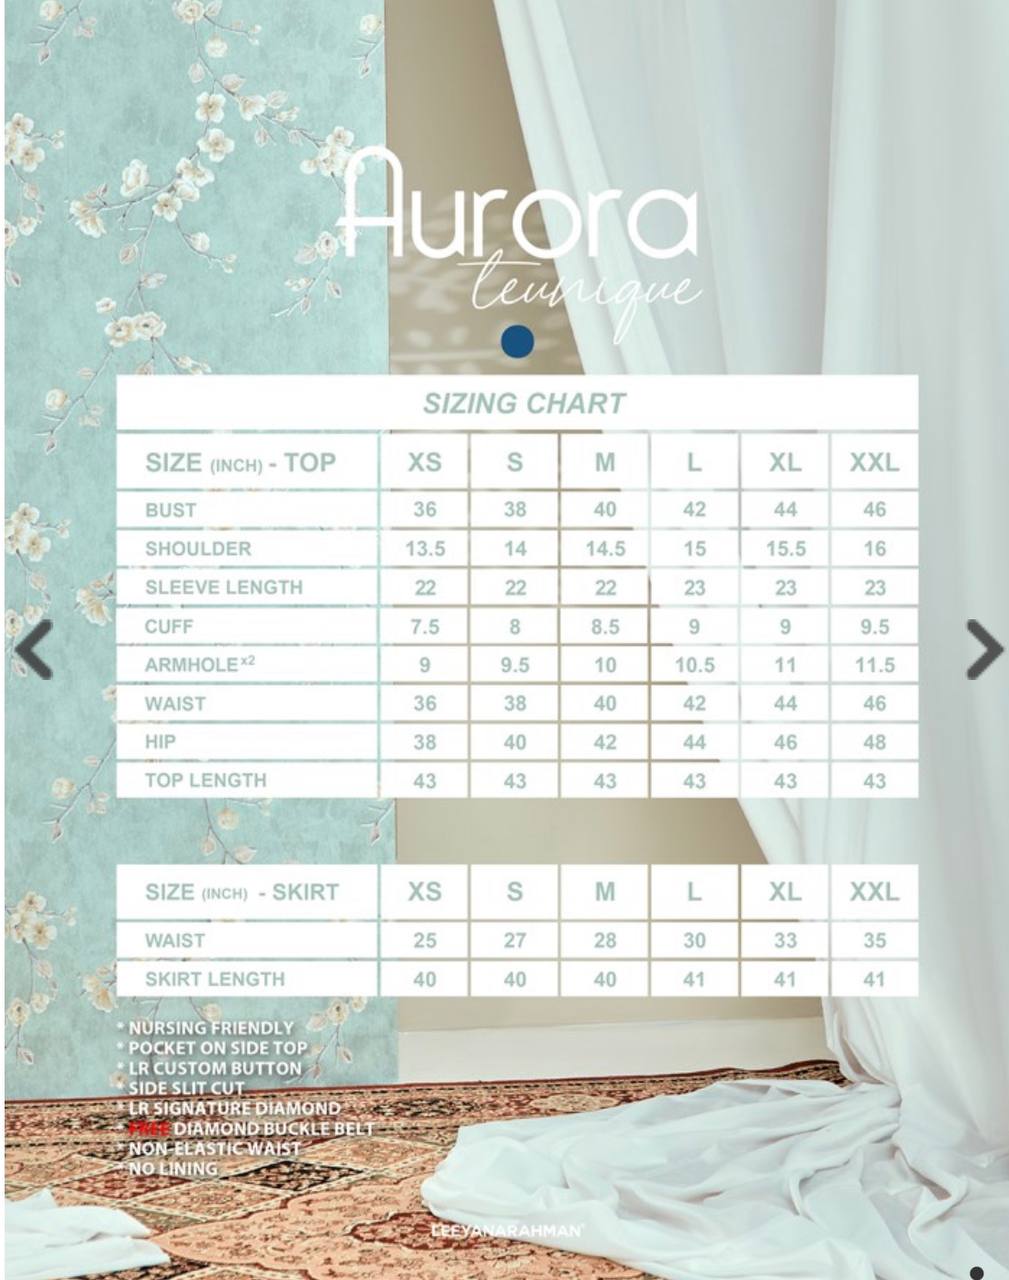 Aurora
teunique
SIZING CHART
SIZE (INCH) - TOP XS S M L XL XXL
BUST 36 38 40 42 44 46
SHOULDER 13.5 14 14.5 15 15.5 16
SLEEVE LENGTH 22 22 22 23 23 23
CUFF 7.5 8 8.5 9 9 9.5
ARMHOLE x2 9 9.5 10 10.5 11 11.5
WAIST 36 38 40 42 44 46
HIP 38 40 42 44 46 48
TOP LENGTH 43 43 43 43 43 43
SIZE (INCH) - SKIRT XS S M L XL XXL
WAIST 25 27 28 30 33 35
SKIRT LENGTH 40 40 40 41 41 41
* NURSING FRIENDLY
* POCKET ON SIDE TOP
* LR CUSTOM BUTTON
* SIDE SLIT CUT
* LR SIGNATURE DIAMOND
* FREE DIAMOND BUCKLE BELT
* NON-ELASTIC WAIST
* NO LINING
LEEYANARAHMAN